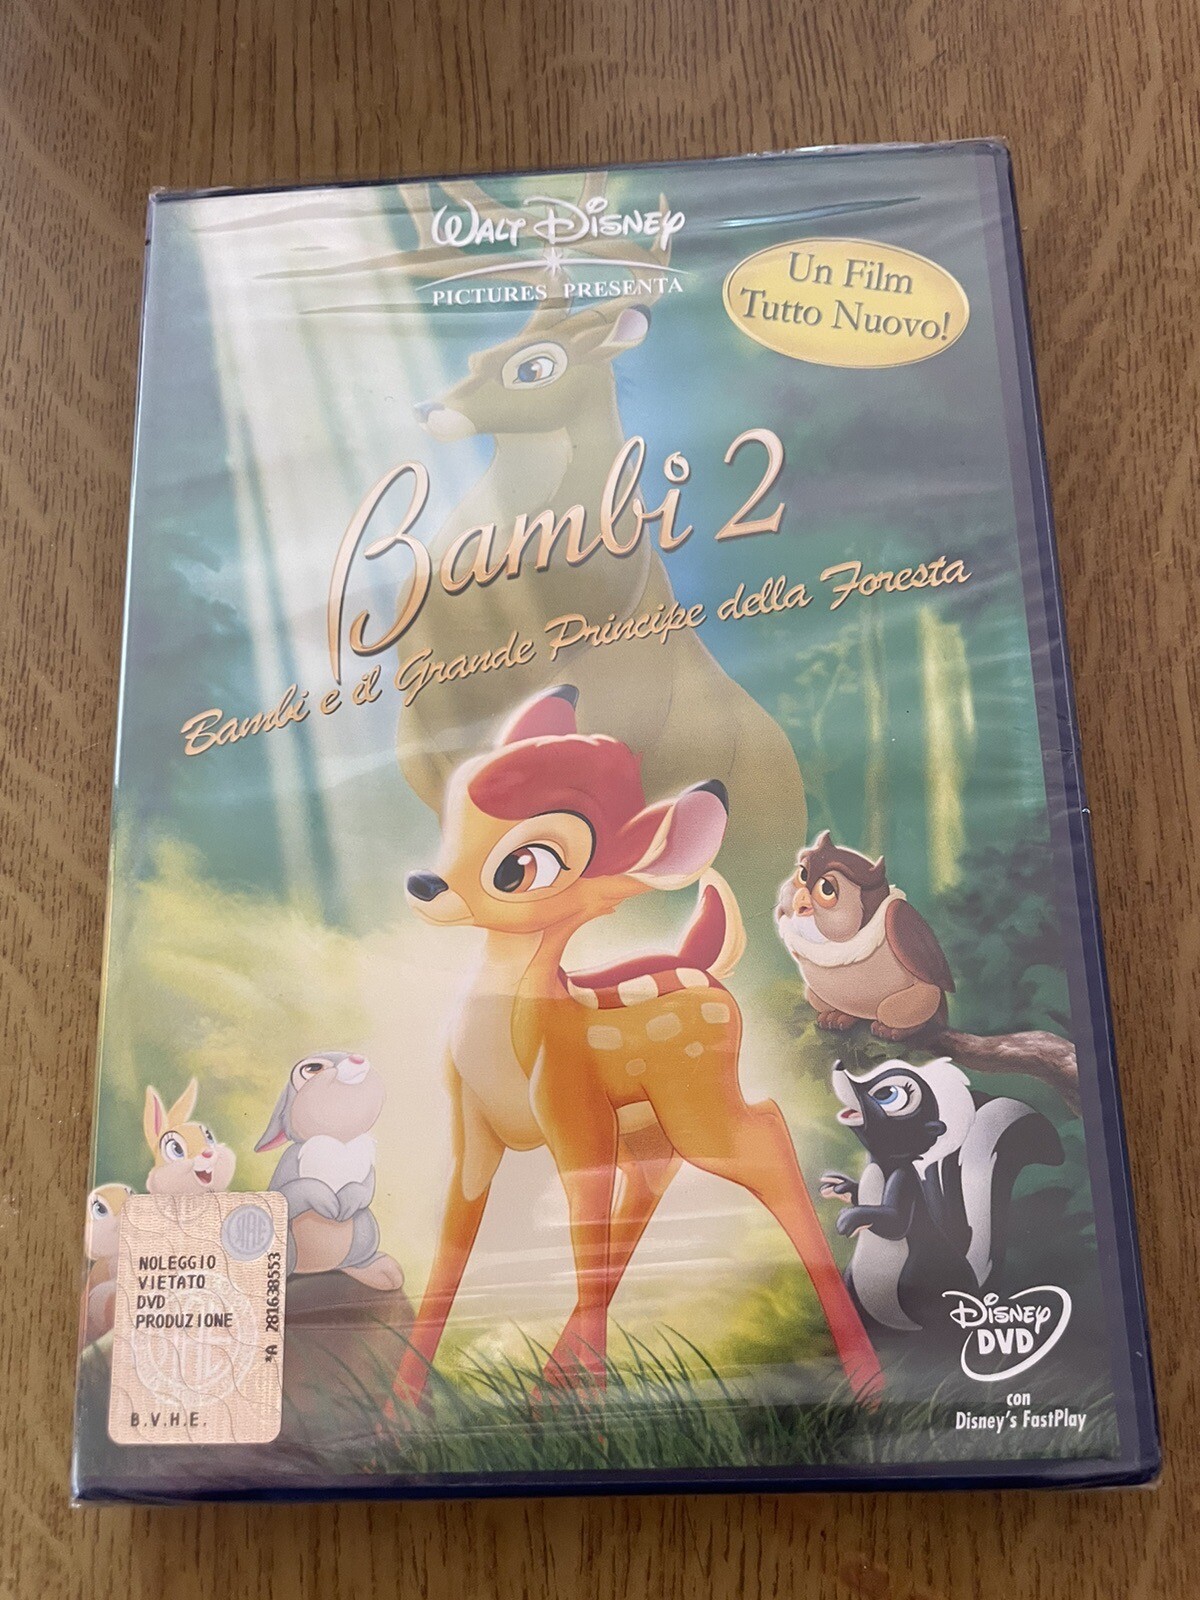 WALT DISNEY
PICTURES PRESENTA
Un Film
Tutto Nuovo!
Bambi 2
Bambi e il Grande Principe della Foresta
SIAE
NOLEGGIO
VIETATO
DVD
PRODUZIONE
*A 281638553
B.V.H.E.
DISNEY
DVD
con
Disney's FastPlay